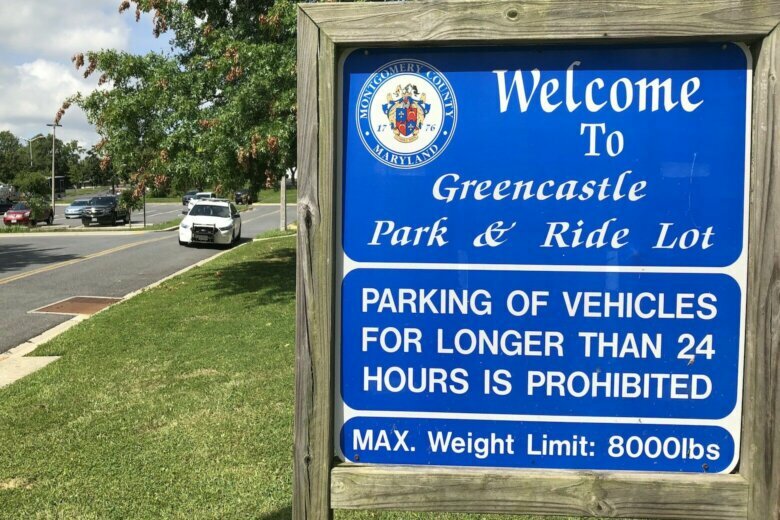 MONTGOMERY COUNTY
17 76
MARYLAND
Welcome
To
Greencastle
Park & Ride Lot
PARKING OF VEHICLES
FOR LONGER THAN 24
HOURS IS PROHIBITED
MAX. Weight Limit: 8000lbs